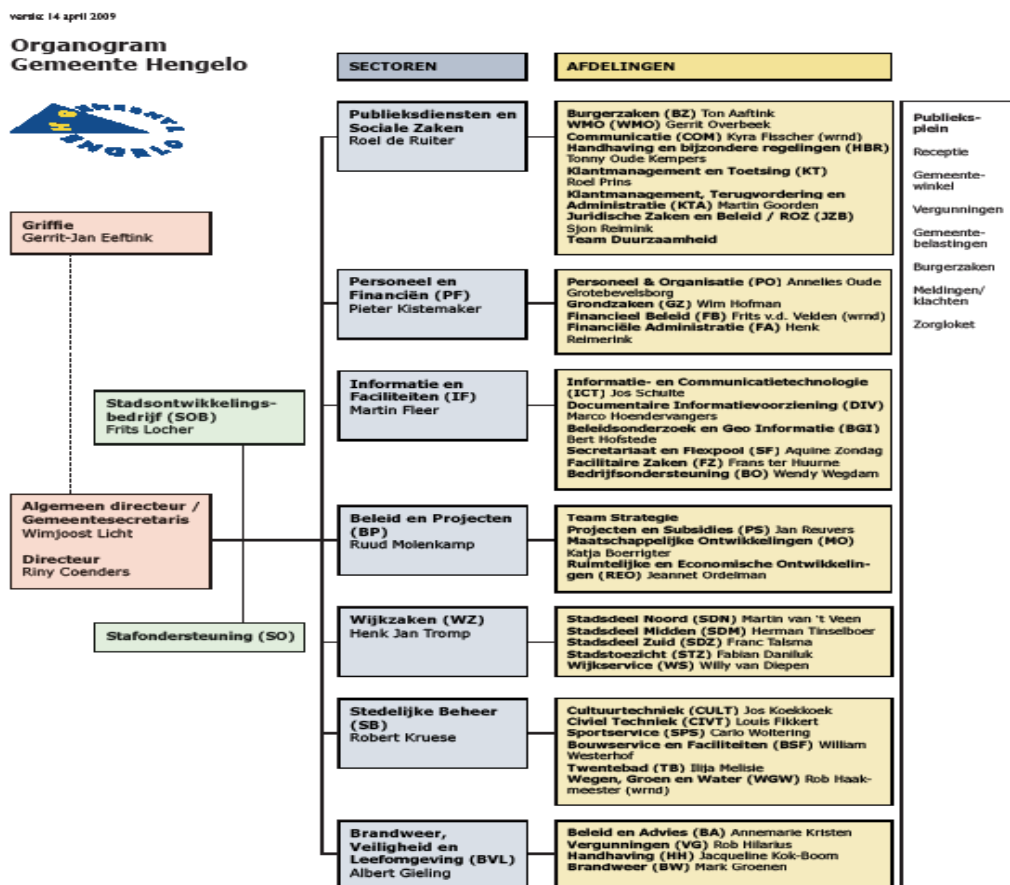 versie: 14 april 2009
Organogram
Gemeente Hengelo
GEMEENTE
HENGELO
SECTOREN
AFDELINGEN
Griffie
Gerrit-Jan Eeftink
Stadsontwikkelings-
bedrijf (SOB)
Frits Locher
Algemeen directeur /
Gemeentesecretaris
Wimjoost Licht
Directeur
Riny Coenders
Stafondersteuning (SO)
Publieksdiensten en
Sociale Zaken
Roel de Ruiter
Burgerzaken (BZ) Ton Aaftink
WMO (WMO) Gerrit Overbeek
Communicatie (COM) Kyra Fisscher (wrnd)
Handhaving en bijzondere regelingen (HBR)
Tonny Oude Kempers
Klantmanagement en Toetsing (KT)
Roel Prins
Klantmanagement, Terugvordering en
Administratie (KTA) Martin Goorden
Juridische Zaken en Beleid / ROZ (JZB)
Sjon Reimink
Team Duurzaamheid
Personeel en
Financiën (PF)
Pieter Kistemaker
Personeel & Organisatie (PO) Annelies Oude
Grotebevelsborg
Grondzaken (GZ) Wim Hofman
Financieel Beleid (FB) Frits v.d. Velden (wrnd)
Financiële Administratie (FA) Henk
Reimerink
Informatie en
Faciliteiten (IF)
Martin Fleer
Informatie- en Communicatietechnologie
(ICT) Jos Schulte
Documentaire Informatievoorziening (DIV)
Marco Hoendervangers
Beleidsonderzoek en Geo Informatie (BGI)
Bert Hofstede
Secretariaat en Flexpool (SF) Aquine Zondag
Facilitaire Zaken (FZ) Frans ter Huurne
Bedrijfsondersteuning (BO) Wendy Wegdam
Beleid en Projecten
(BP)
Ruud Molenkamp
Team Strategie
Projecten en Subsidies (PS) Jan Reuvers
Maatschappelijke Ontwikkelingen (MO)
Katja Boerrigter
Ruimtelijke en Economische Ontwikkelin-
gen (REO) Jeannet Ordelman
Wijkzaken (WZ)
Henk Jan Tromp
Stadsdeel Noord (SDN) Martin van 't Veen
Stadsdeel Midden (SDM) Herman Tinselboer
Stadsdeel Zuid (SDZ) Franc Talsma
Stadstoezicht (STZ) Fabian Daniluk
Wijkservice (WS) Willy van Diepen
Stedelijke Beheer
(SB)
Robert Kruese
Cultuurtechniek (CULT) Jos Koekkoek
Civiel Techniek (CIVT) Louis Fikkert
Sportservice (SPS) Carlo Woltering
Bouwservice en Faciliteiten (BSF) William
Westerhof
Twentebad (TB) Ilija Melisie
Wegen, Groen en Water (WGW) Rob Haak-
meester (wrnd)
Brandweer,
Veiligheid en
Leefomgeving (BVL)
Albert Gieling
Beleid en Advies (BA) Annemarie Kristen
Vergunningen (VG) Rob Hilarius
Handhaving (HH) Jacqueline Kok-Boom
Brandweer (BW) Mark Groenen
Publieks-
plein
Receptie
Gemeente-
winkel
Vergunningen
Gemeente-
belastingen
Burgerzaken
Meldingen/
klachten
Zorgloket